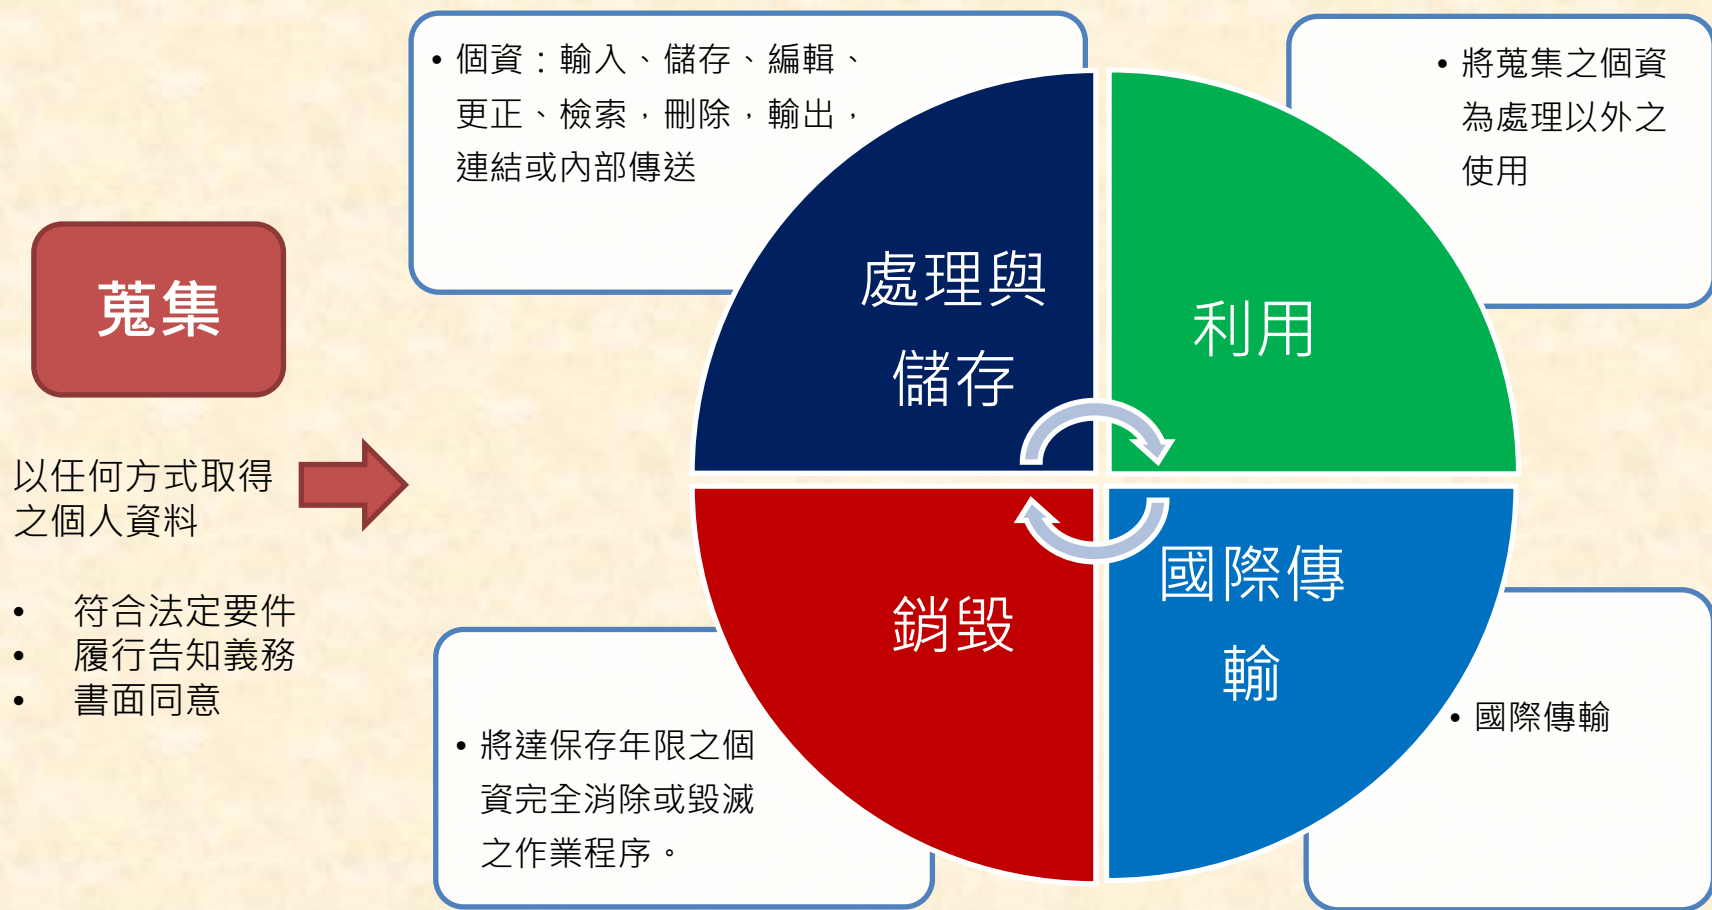 蒐集
以任何方式取得
之個人資料
• 符合法定要件
• 履行告知義務
• 書面同意
• 個資：輸入、儲存、編輯、
更正、檢索，刪除，輸出，
連結或內部傳送
處理與
儲存
• 將蒐集之個資
為處理以外之
使用
利用
國際傳
輸
• 國際傳輸
銷毀
• 將達保存年限之個
資完全消除或毀滅
之作業程序。